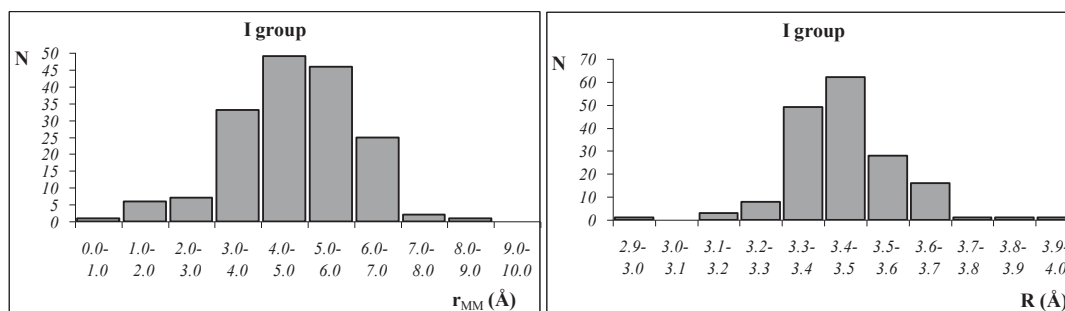 I group
N
50
45
40
35
30
25
20
15
10
5
0
0.0- 1.0- 2.0- 3.0- 4.0- 5.0- 6.0- 7.0- 8.0- 9.0-
1.0 2.0 3.0 4.0 5.0 6.0 7.0 8.0 9.0 10.0
rMM (Å)
I group
N
70
60
50
40
30
20
10
0
2.9- 3.0- 3.1- 3.2- 3.3- 3.4- 3.5- 3.6- 3.7- 3.8- 3.9-
3.0 3.1 3.2 3.3 3.4 3.5 3.6 3.7 3.8 3.9 4.0
R (Å)